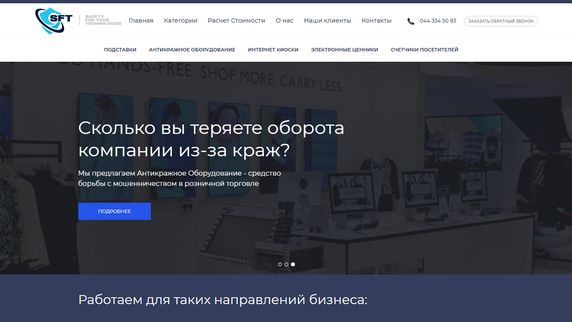 SFT
SAFETY
FOR YOUR
TECHNOLOGIES
Главная Категории Расчет Стоимости О нас Наши клиенты Контакты
044 334 50 83
ЗАКАЗАТЬ ОБРАТНЫЙ ЗВОНОК
ПОДСТАВКИ АНТИКРАЖНОЕ ОБОРУДОВАНИЕ ИНТЕРНЕТ КИОСКИ ЭЛЕКТРОННЫЕ ЦЕННИКИ СЧЕТЧИКИ ПОСЕТИТЕЛЕЙ
GO HANDS-FREE. SHOP MORE. CARRY LESS.
Сколько вы теряете оборота
компании из-за краж?
Мы предлагаем Антикражное Оборудование - средство
борьбы с мошенничеством в розничной торговле
ПОДРОБНЕЕ
Работаем для таких направлений бизнеса: